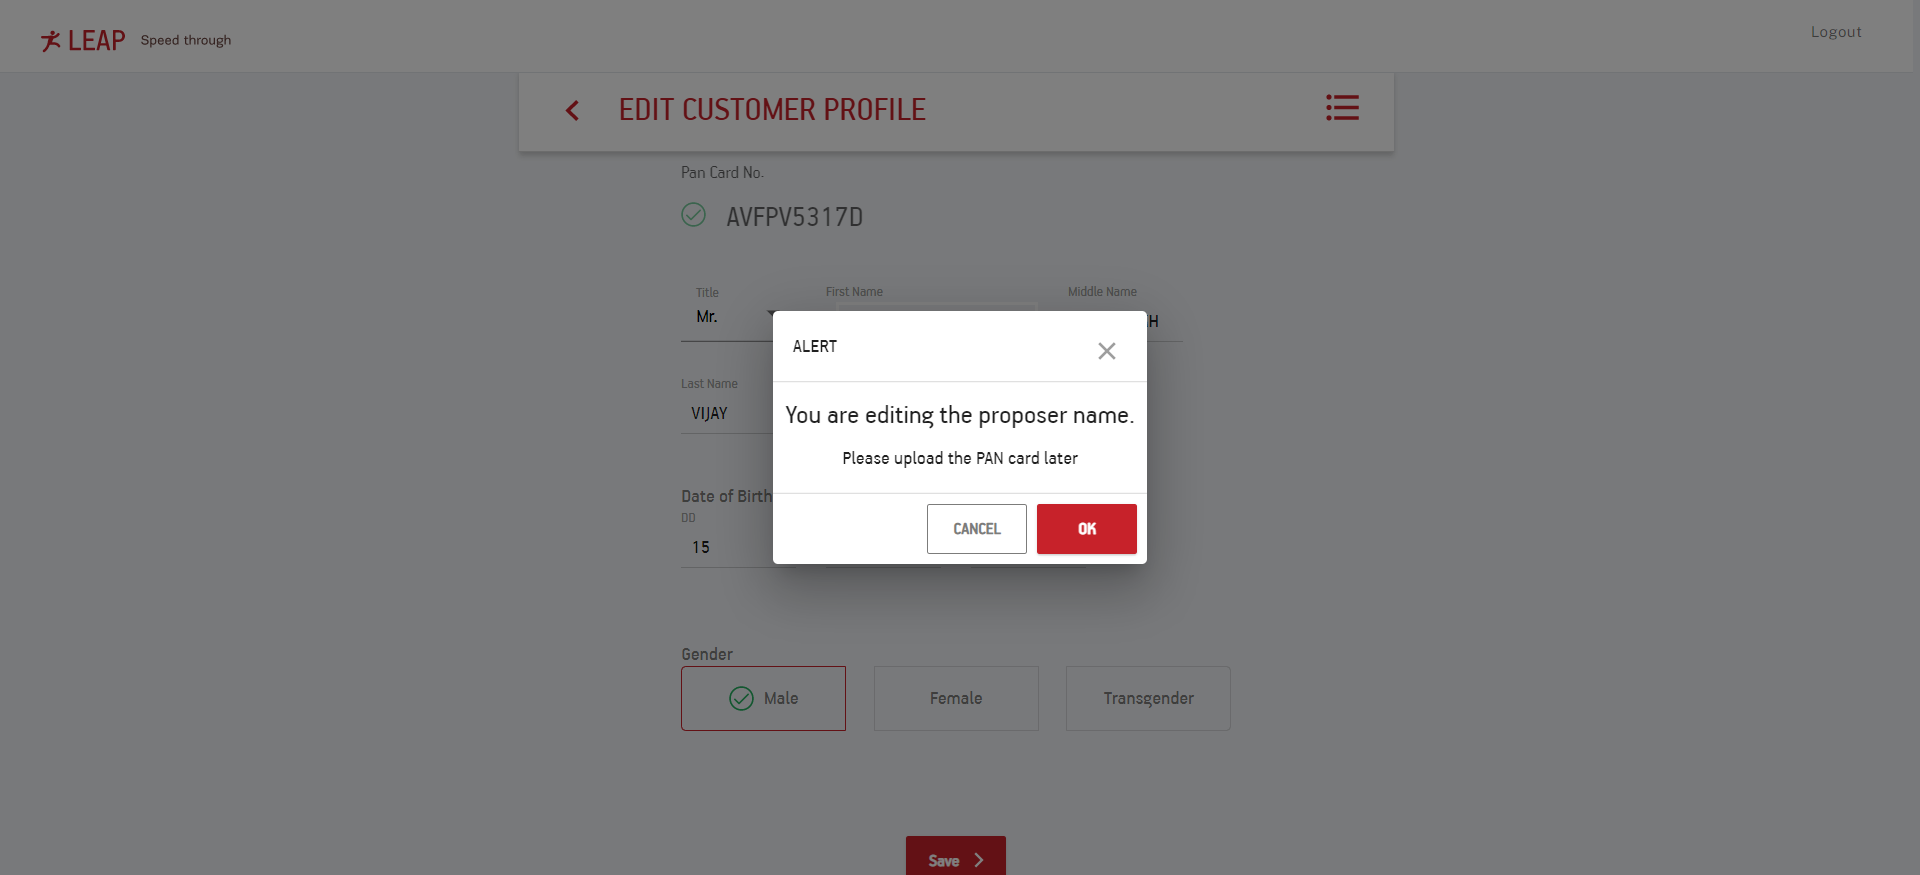 LEAP Speed through
Logout
EDIT CUSTOMER PROFILE
Pan Card No.
AVFPV5317D
Title First Name Middle Name
Mr. H
ALERT
Last Name
VIJAY
You are editing the proposer name.
Please upload the PAN card later
Date of Birth
DD
15
CANCEL OK
Gender
Male Female Transgender
Save